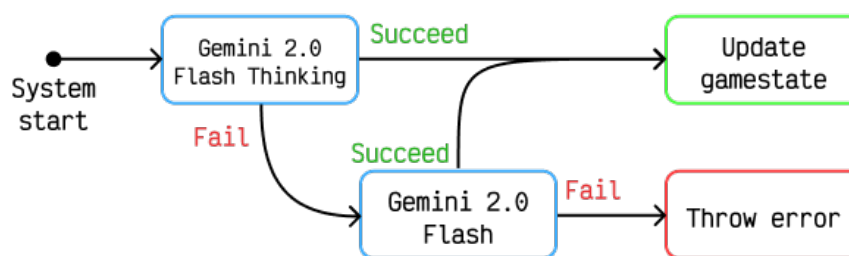 System
start
Gemini 2.0
Flash Thinking
Succeed
Update
gamestate
Fail
Succeed
Gemini 2.0
Flash
Fail
Throw error